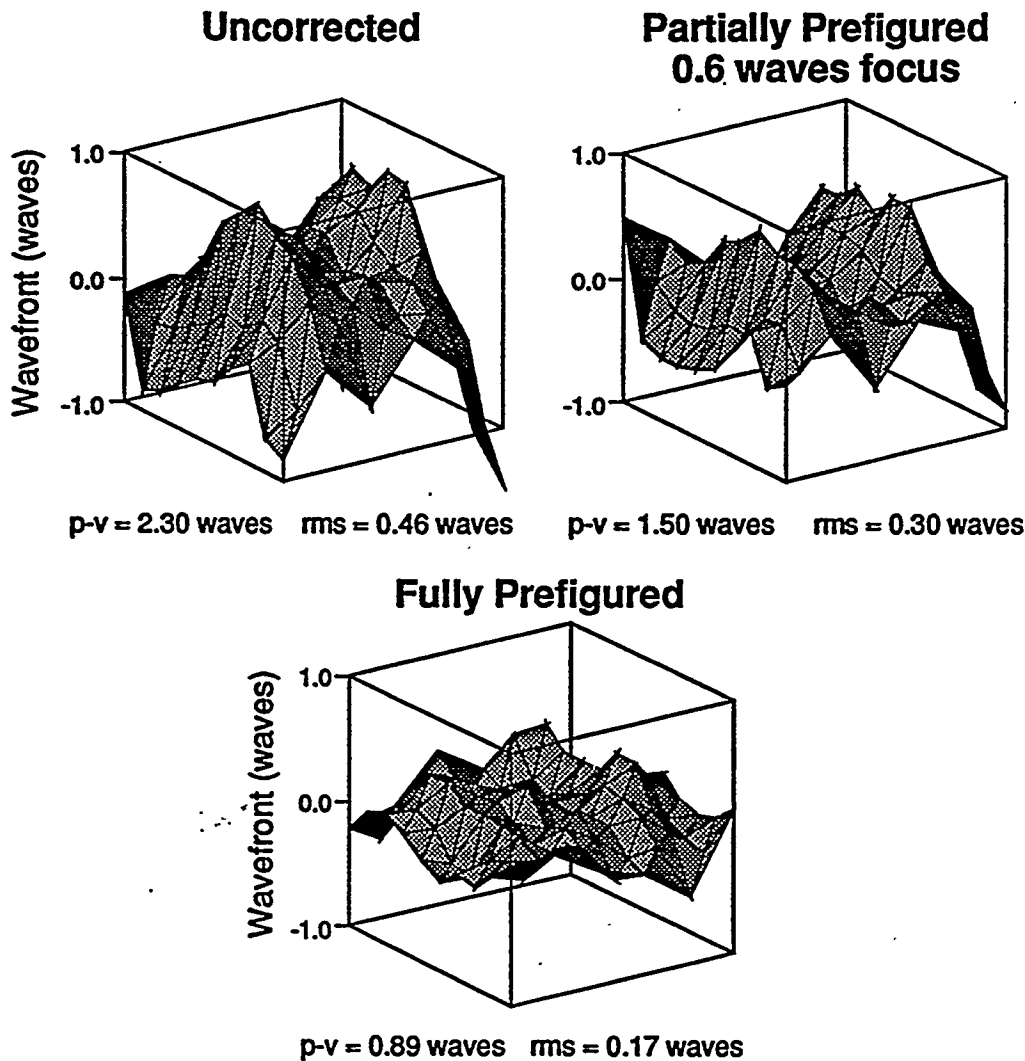 Uncorrected
Partially Prefigured
0.6 waves focus
Wavefront (waves)
1.0
0.0
-1.0
1.0
0.0
-1.0
p-v = 2.30 waves rms = 0.46 waves
p-v = 1.50 waves rms = 0.30 waves
Fully Prefigured
Wavefront (waves)
1.0
0.0
-1.0
p-v = 0.89 waves rms = 0.17 waves